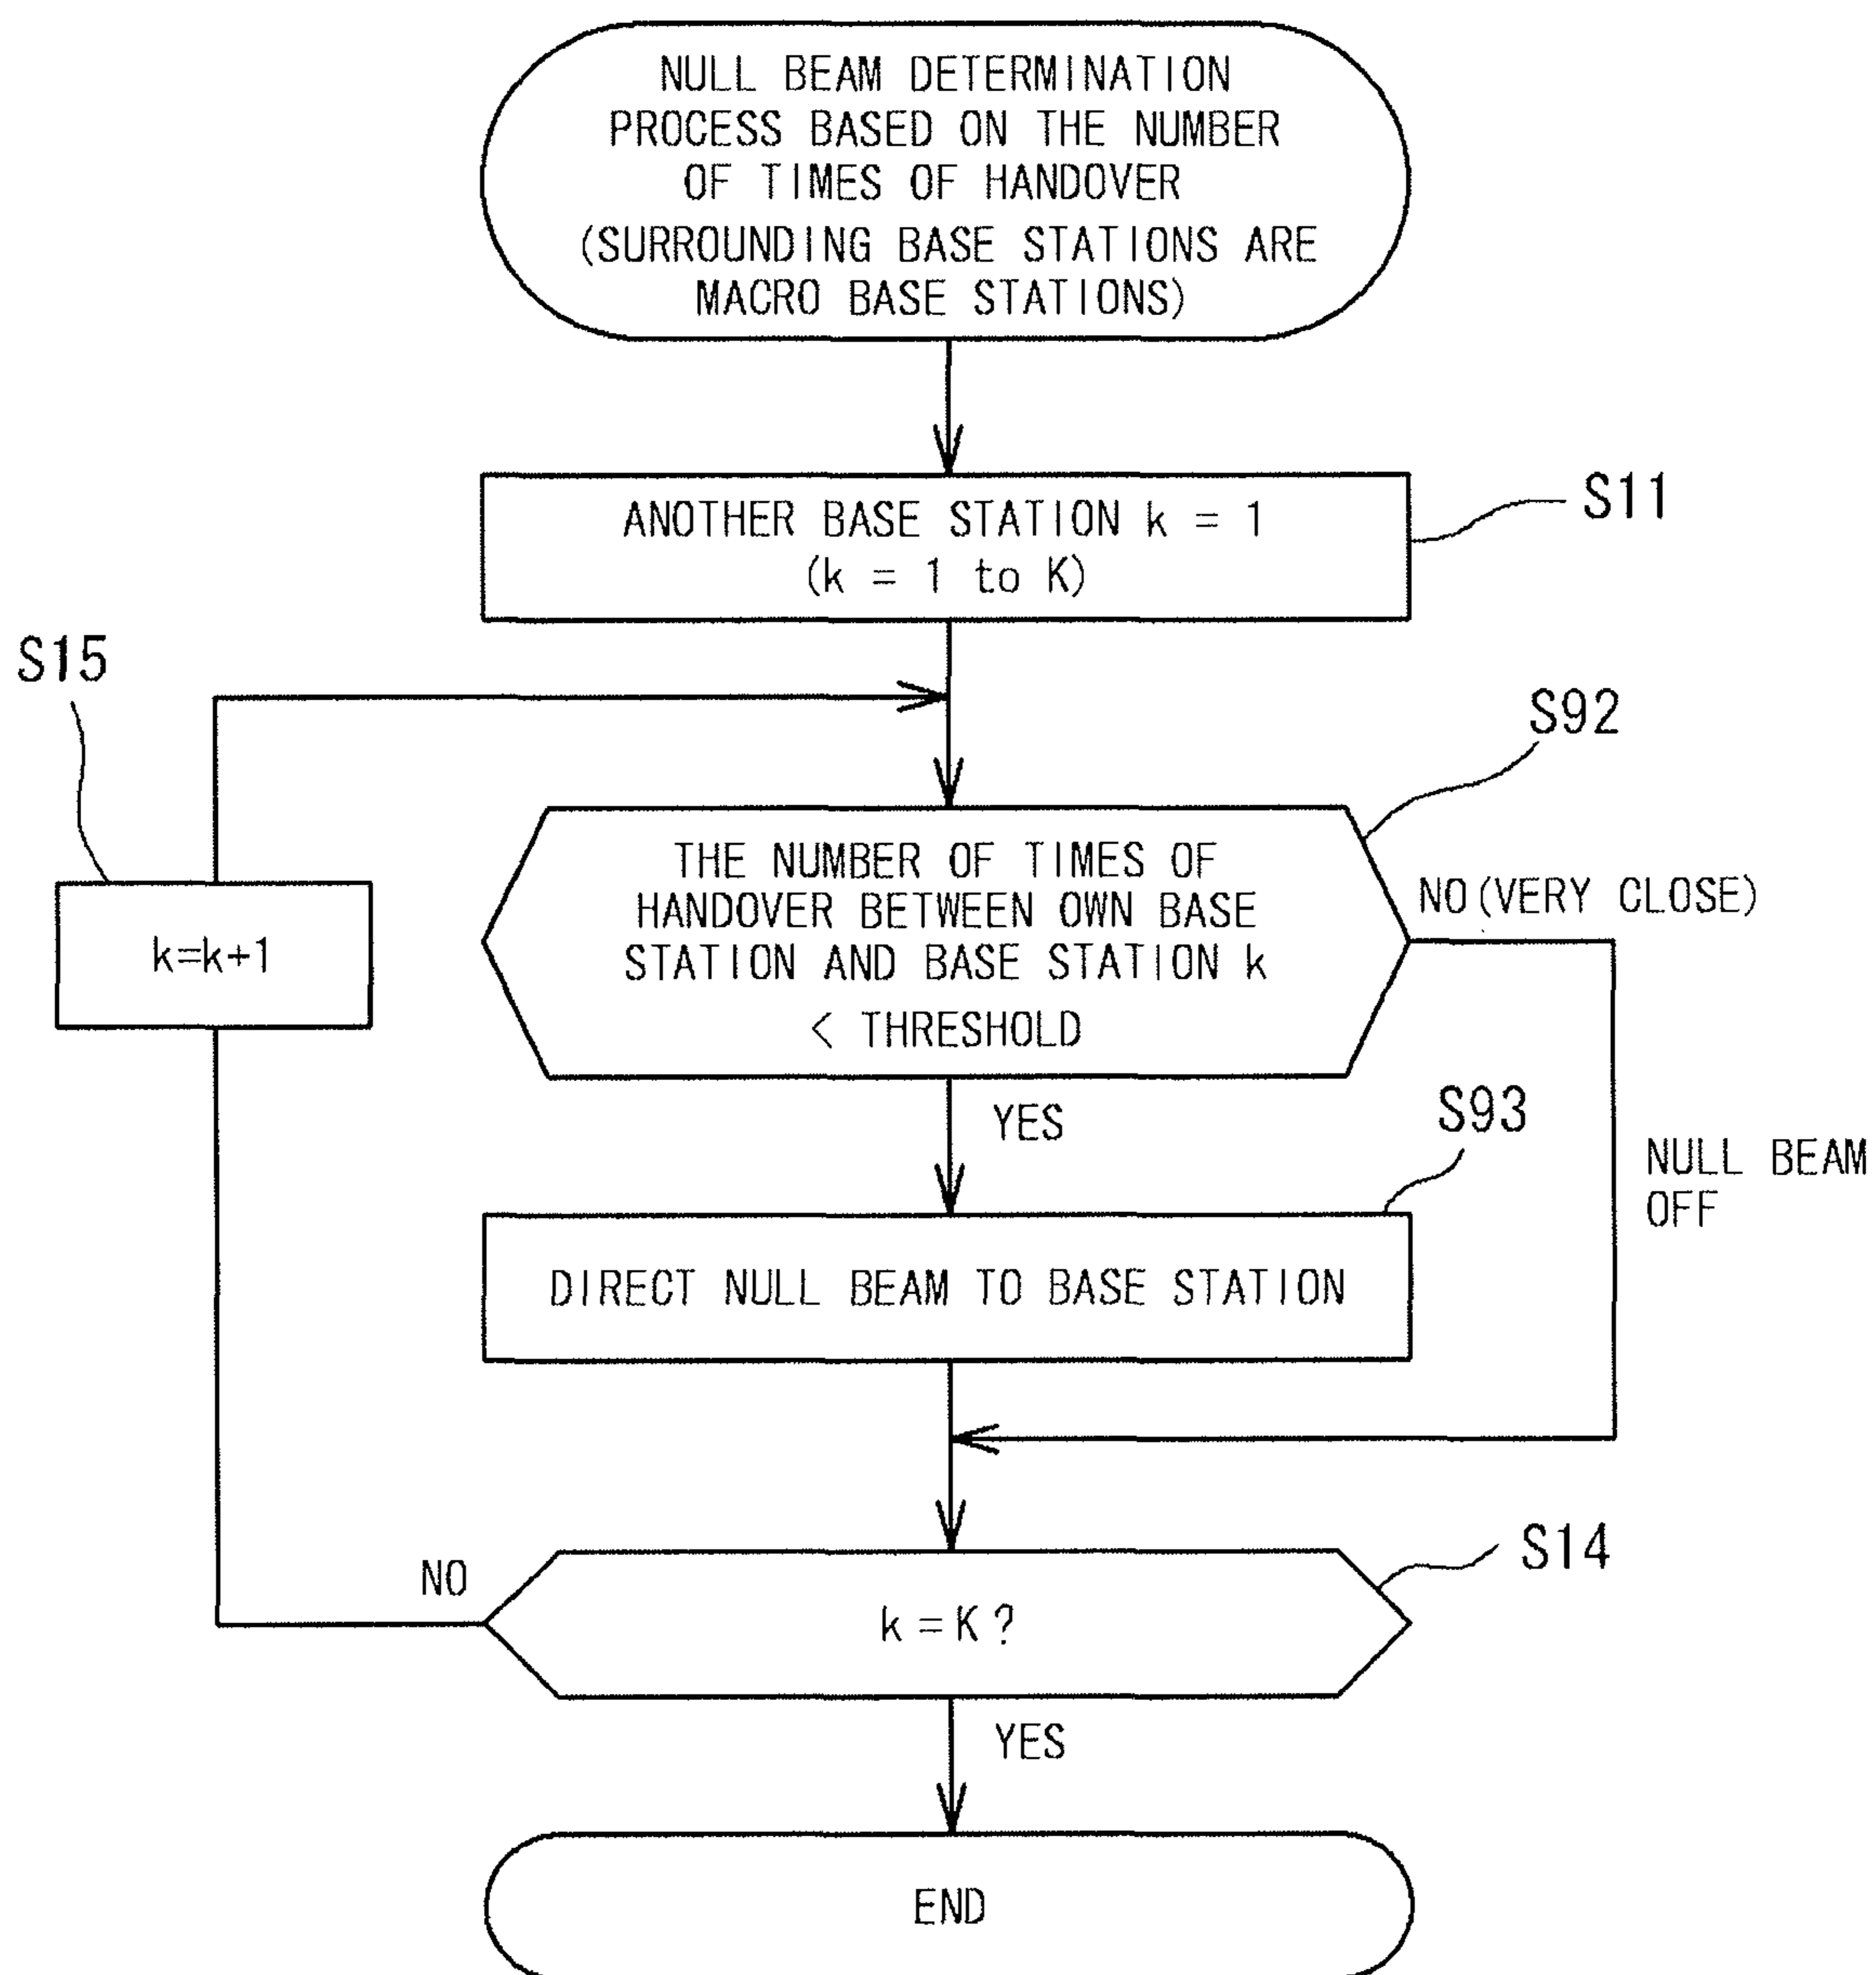 NULL BEAM DETERMINATION
PROCESS BASED ON THE NUMBER
OF TIMES OF HANDOVER
(SURROUNDING BASE STATIONS ARE
MACRO BASE STATIONS)
ANOTHER BASE STATION k = 1
(k = 1 to K)
S11
S15
S92
THE NUMBER OF TIMES OF
HANDOVER BETWEEN OWN BASE
STATION AND BASE STATION k
< THRESHOLD
NO (VERY CLOSE)
k=k+1
YES
S93
NULL BEAM
OFF
DIRECT NULL BEAM TO BASE STATION
S14
NO
k = K ?
YES
END